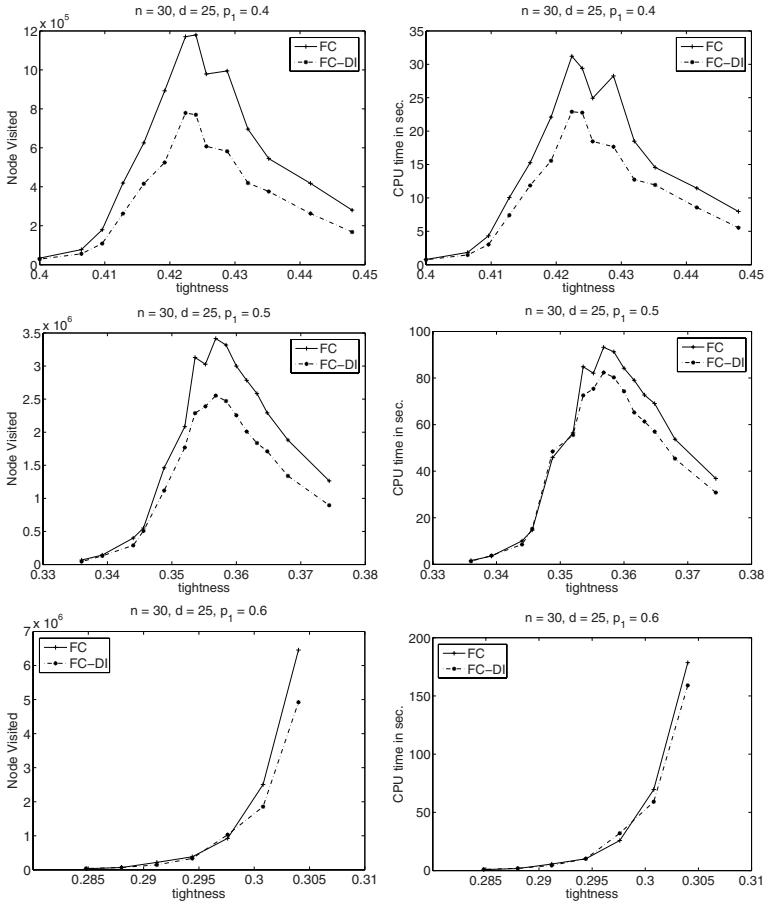 n = 30, d = 25, p1 = 0.4
x 10^5
12
10
8
6
4
2
0
Node Visited
FC
FC−DI
0.4 0.41 0.42 0.43 0.44 0.45
tightness
n = 30, d = 25, p1 = 0.4
35
30
25
20
15
10
5
0
CPU time in sec.
FC
FC−DI
0.4 0.41 0.42 0.43 0.44 0.45
tightness
n = 30, d = 25, p1 = 0.5
x 10^6
3.5
3
2.5
2
1.5
1
0.5
0
Node Visited
FC
FC−DI
0.33 0.34 0.35 0.36 0.37 0.38
tightness
n = 30, d = 25, p1 = 0.5
100
80
60
40
20
0
CPU time in sec.
FC
FC−DI
0.33 0.34 0.35 0.36 0.37 0.38
tightness
n = 30, d = 25, p1 = 0.6
x 10^6
7
6
5
4
3
2
1
0
Node Visited
FC
FC−DI
0.285 0.29 0.295 0.3 0.305 0.31
tightness
n = 30, d = 25, p1 = 0.6
200
150
100
50
0
CPU time in sec.
FC
FC−DI
0.285 0.29 0.295 0.3 0.305 0.31
tightness